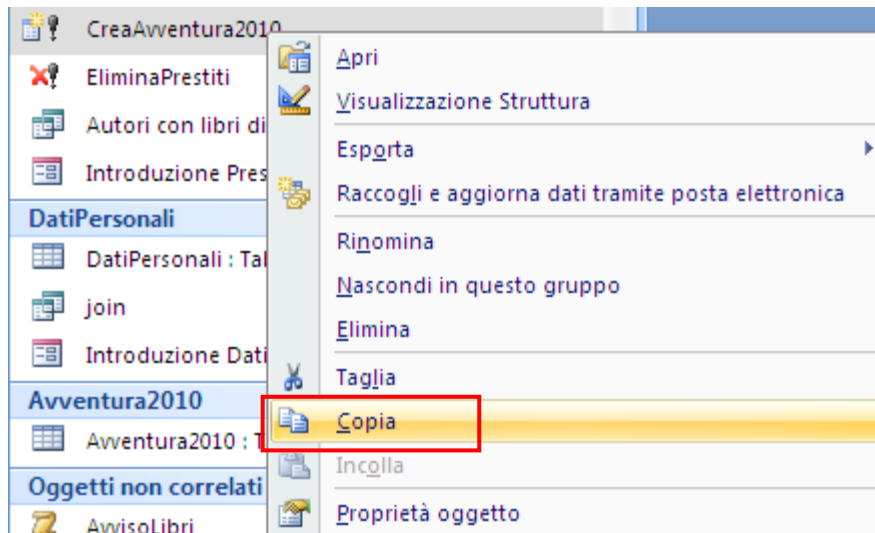 CreaAvventura2010
EliminaPrestiti
Autori con libri di
Introduzione Pres
DatiPersonali
DatiPersonali : Tal
join
Introduzione Dati
Avventura2010
Avventura2010 : T
Oggetti non correlati
AvvisoLibri
Apri
Visualizzazione Struttura
Esporta
Raccogli e aggiorna dati tramite posta elettronica
Rinomina
Nascondi in questo gruppo
Elimina
Taglia
Copia
Incolla
Proprietà oggetto